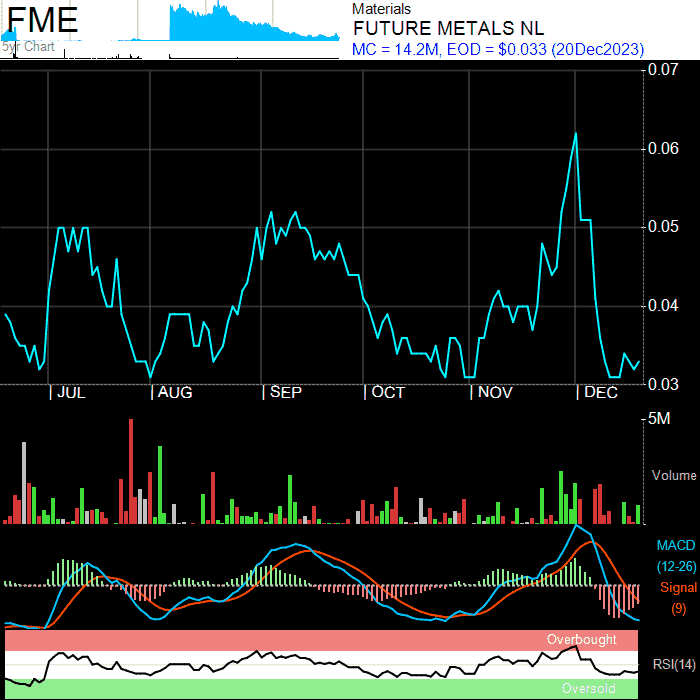 FME
5yr Chart
Materials
FUTURE METALS NL
MC = 14.2M, EOD = $0.033 (20Dec2023)
0.07
0.06
0.05
0.04
0.03
JUL AUG SEP OCT NOV DEC
5M
Volume
MACD
(12-26)
Signal
(9)
Overbought
RSI(14)
Oversold